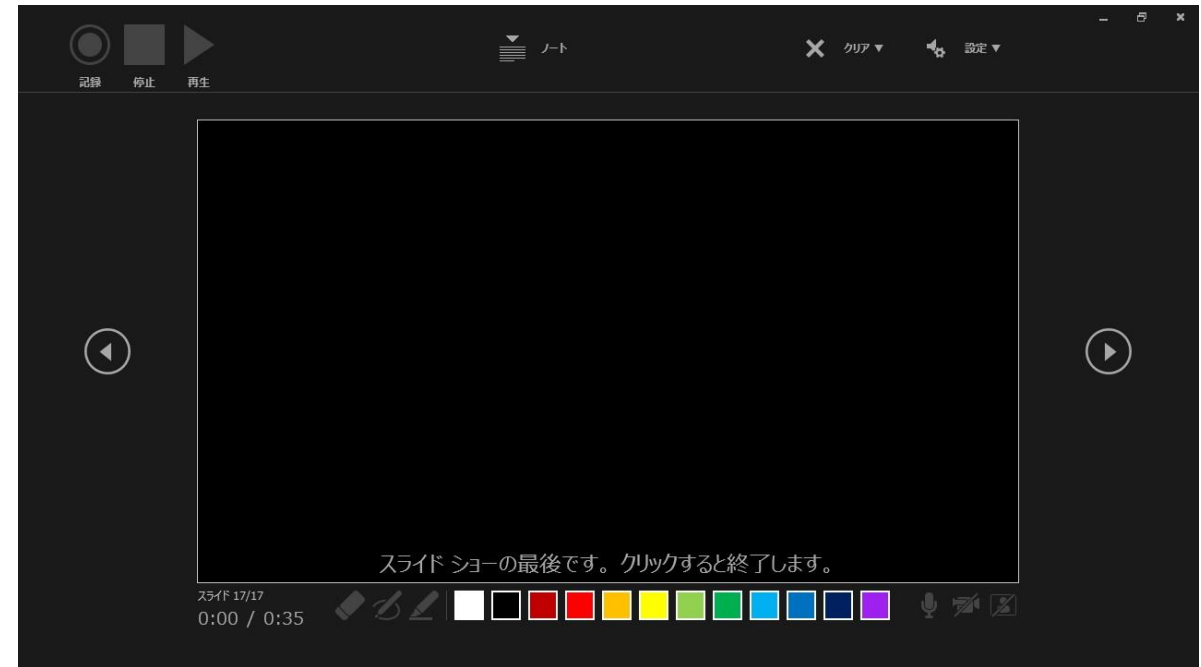 ノート
クリア ▼
設定 ▼
記録 停止 再生
スライド ショーの最後です。クリックすると終了します。
スライド 17/17
0:00 / 0:35